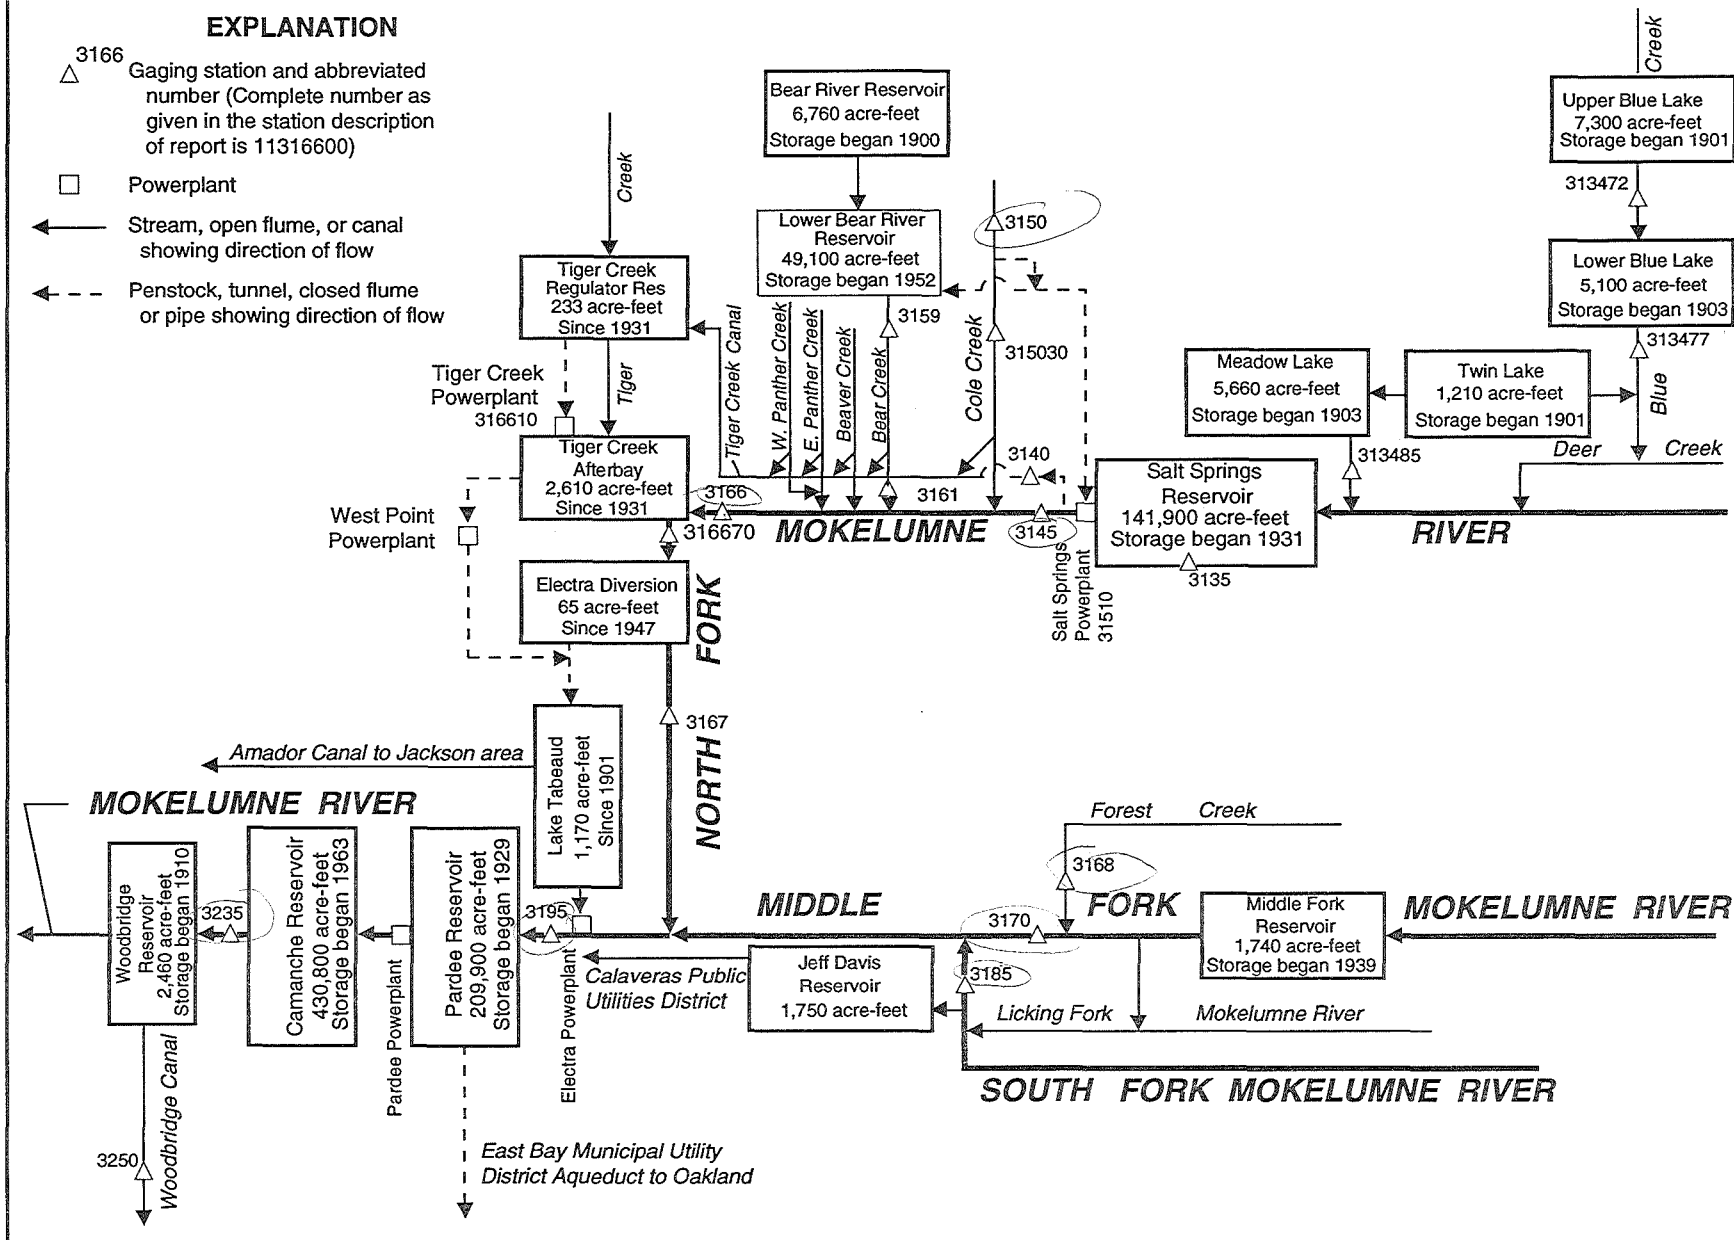 EXPLANATION
3166
Gaging station and abbreviated
number (Complete number as
given in the station description
of report is 11316600)
Powerplant
Stream, open flume, or canal
showing direction of flow
Penstock, tunnel, closed flume
or pipe showing direction of flow
Creek
Bear River Reservoir
6,760 acre-feet
Storage began 1900
Creek
Upper Blue Lake
7,300 acre-feet
Storage began 1901
313472
Lower Bear River
Reservoir
49,100 acre-feet
Storage began 1952
3150
Lower Blue Lake
5,100 acre-feet
Storage began 1903
Tiger Creek
Regulator Res
233 acre-feet
Since 1931
3159
315030
313477
Tiger Creek
Powerplant
316610
Tiger
Tiger Creek Canal
W. Panther Creek
E. Panther Creek
Beaver Creek
Bear Creek
Cole Creek
Meadow Lake
5,660 acre-feet
Storage began 1903
Twin Lake
1,210 acre-feet
Storage began 1901
Blue
Deer Creek
Tiger Creek
Afterbay
2,610 acre-feet
Since 1931
3166
3161
3140
3145
Salt Springs
Reservoir
141,900 acre-feet
Storage began 1931
313485
3135
West Point
Powerplant
316670
MOKELUMNE
RIVER
Salt Springs
Powerplant
31510
Electra Diversion
65 acre-feet
Since 1947
NORTH FORK
3167
Amador Canal to Jackson area
Lake Tabeaud
1,170 acre-feet
Since 1901
MOKELUMNE RIVER
Forest Creek
3168
Woodbridge
Reservoir
2,460 acre-feet
Storage began 1910
3235
Camanche Reservoir
430,800 acre-feet
Storage began 1963
Pardee Powerplant
Pardee Reservoir
209,900 acre-feet
Storage began 1929
3195
Electra Powerplant
MIDDLE FORK
3170
Middle Fork
Reservoir
1,740 acre-feet
Storage began 1939
MOKELUMNE RIVER
Calaveras Public
Utilities District
Jeff Davis
Reservoir
1,750 acre-feet
3185
Licking Fork Mokelumne River
SOUTH FORK MOKELUMNE RIVER
3250
Woodbridge Canal
East Bay Municipal Utility
District Aqueduct to Oakland